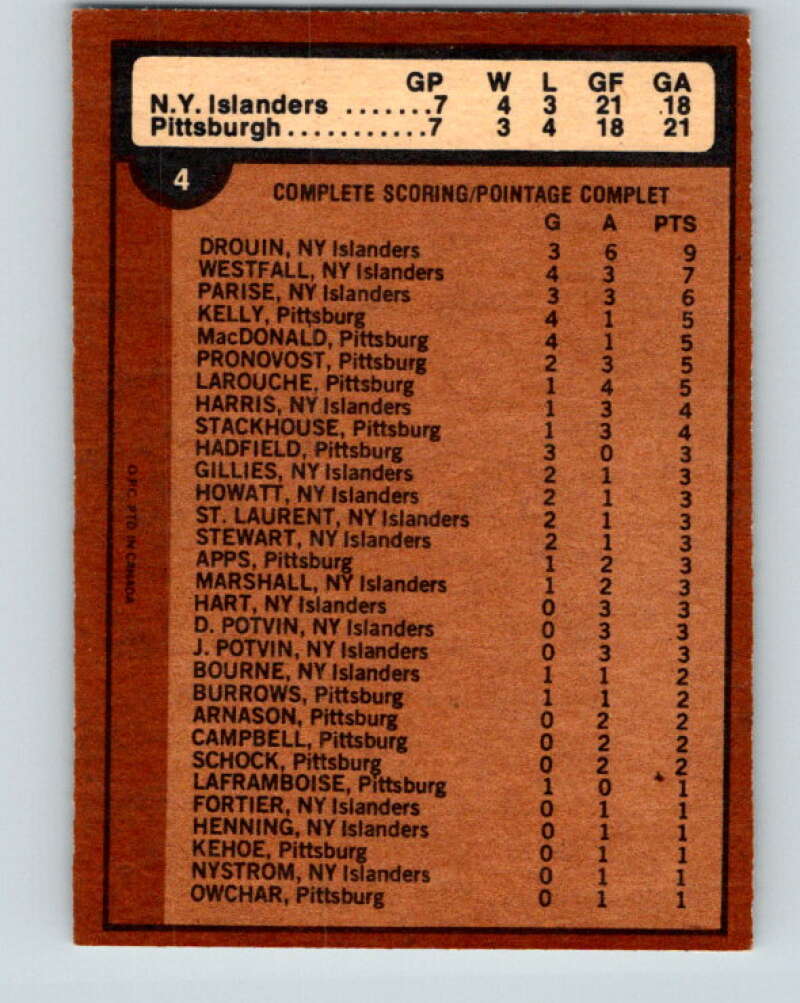 GP W L GF GA
N.Y. Islanders .......7 4 3 21 18
Pittsburgh...........7 3 4 18 21
4
COMPLETE SCORING/POINTAGE COMPLET
G A PTS
DROUIN, NY Islanders 3 6 9
WESTFALL, NY Islanders 4 3 7
PARISE, NY Islanders 3 3 6
KELLY, Pittsburg 4 1 5
MacDONALD, Pittsburg 4 1 5
PRONOVOST, Pittsburg 2 3 5
LAROUCHE, Pittsburg 1 4 5
HARRIS, NY Islanders 1 3 4
STACKHOUSE, Pittsburg 1 3 4
HADFIELD, Pittsburg 3 0 3
GILLIES, NY Islanders 2 1 3
HOWATT, NY Islanders 2 1 3
ST. LAURENT, NY Islanders 2 1 3
STEWART, NY Islanders 2 1 3
APPS, Pittsburg 1 2 3
MARSHALL, NY Islanders 1 2 3
HART, NY Islanders 0 3 3
D. POTVIN, NY Islanders 0 3 3
J. POTVIN, NY Islanders 0 3 3
BOURNE, NY Islanders 1 1 2
BURROWS, Pittsburg 1 1 2
ARNASON, Pittsburg 0 2 2
CAMPBELL, Pittsburg 0 2 2
SCHOCK, Pittsburg 0 2 2
LAFRAMBOISE, Pittsburg 1 0 1
FORTIER, NY Islanders 0 1 1
HENNING, NY Islanders 0 1 1
KEHOE, Pittsburg 0 1 1
NYSTROM, NY Islanders 0 1 1
OWCHAR, Pittsburg 0 1 1
O.P.C. PTD IN CANADA